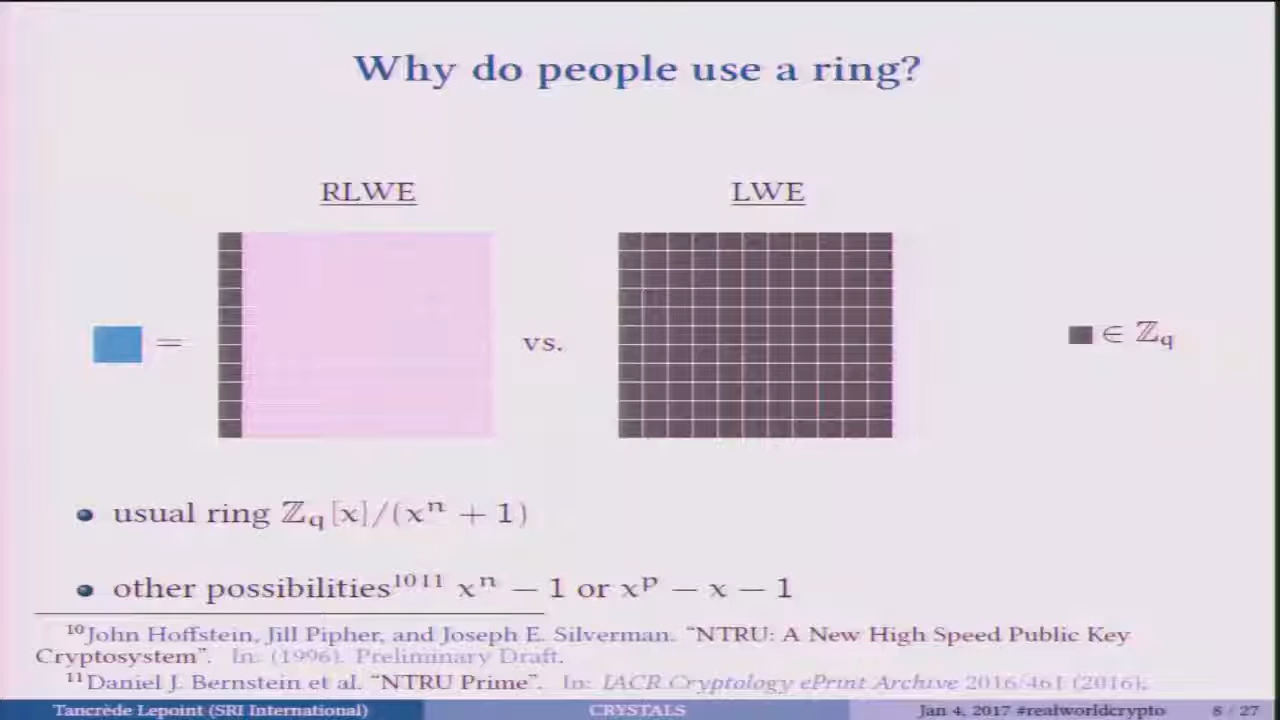 Why do people use a ring?
RLWE
LWE
=
vs.
∈ ℤq
usual ring ℤq[x]/(xⁿ + 1)
other possibilities¹⁰ ¹¹ xⁿ − 1 or xᵖ − x − 1
¹⁰John Hoffstein, Jill Pipher, and Joseph E. Silverman. “NTRU: A New High Speed Public Key
Cryptosystem”. In: (1996). Preliminary Draft.
¹¹Daniel J. Bernstein et al. “NTRU Prime”. In: IACR Cryptology ePrint Archive 2016/461 (2016).
Tancrède Lepoint (SRI International)
CRYSTALS
Jan 4, 2017 #realworldcrypto
8 / 27